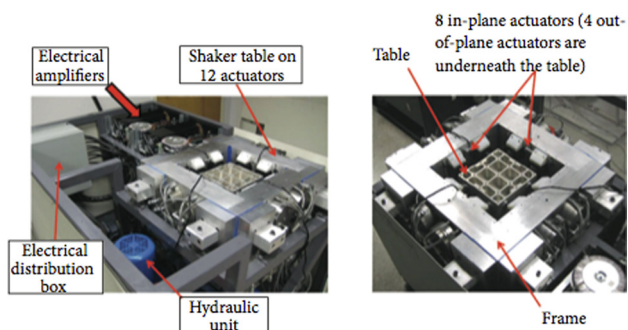 Electrical
amplifiers
Shaker table on
12 actuators
Electrical
distribution
box
Hydraulic
unit
8 in-plane actuators (4 out-
of-plane actuators are
underneath the table)
Table
Frame